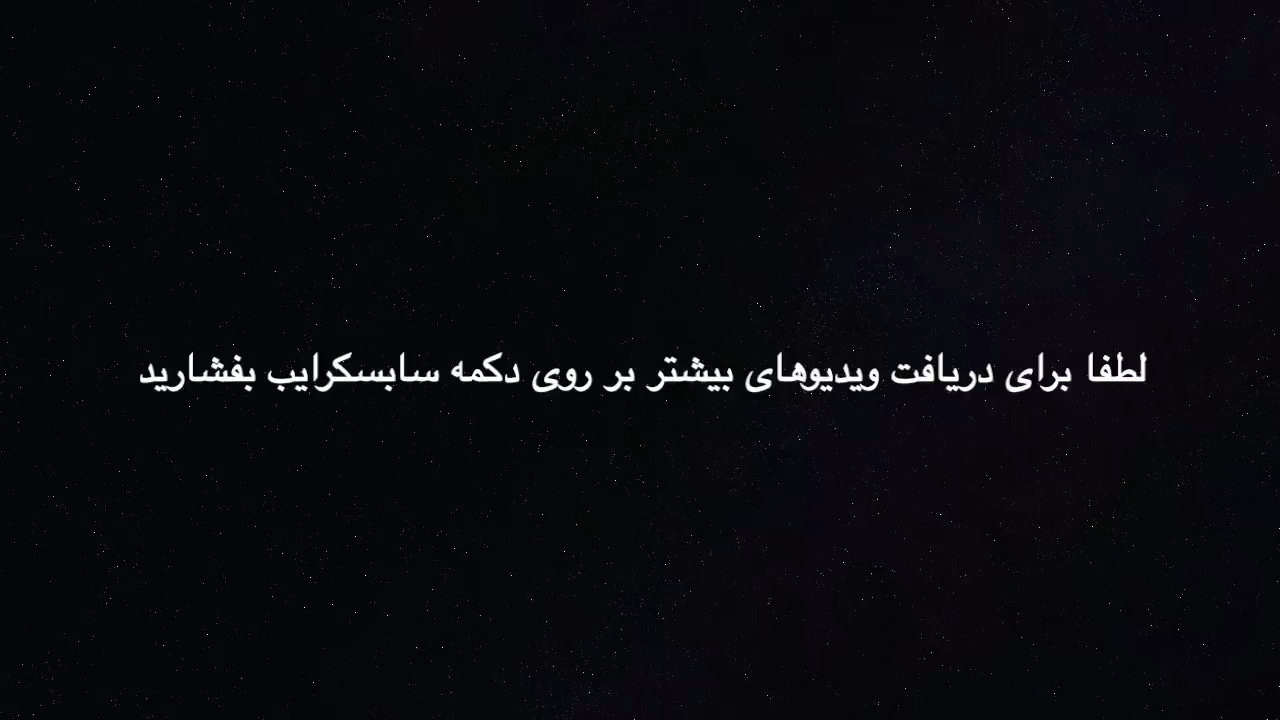 لطفا برای دریافت ویدیوهای بیشتر بر روی دکمه سابسکرایب بفشارید